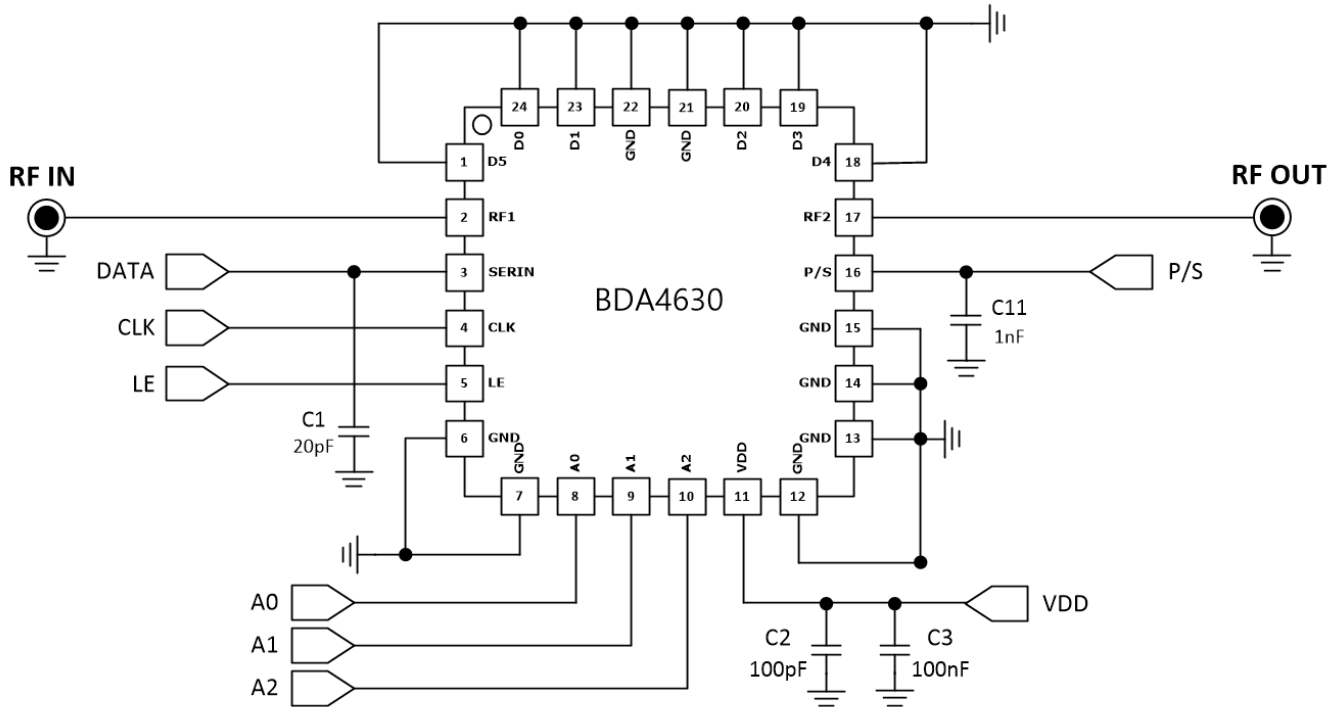 24 23 22 21 20 19
D0 D1 GND GND D2 D3
1 D5 D4 18
RF IN RF OUT
2 RF1 RF2 17
DATA 3 SERIN P/S 16 P/S
BDA4630
CLK 4 CLK GND 15 C11
1nF
LE 5 LE GND 14
C1
20pF
6 GND GND 13
GND A0 A1 A2 VDD GND
7 8 9 10 11 12
A0 VDD
A1 C2 C3
100pF 100nF
A2